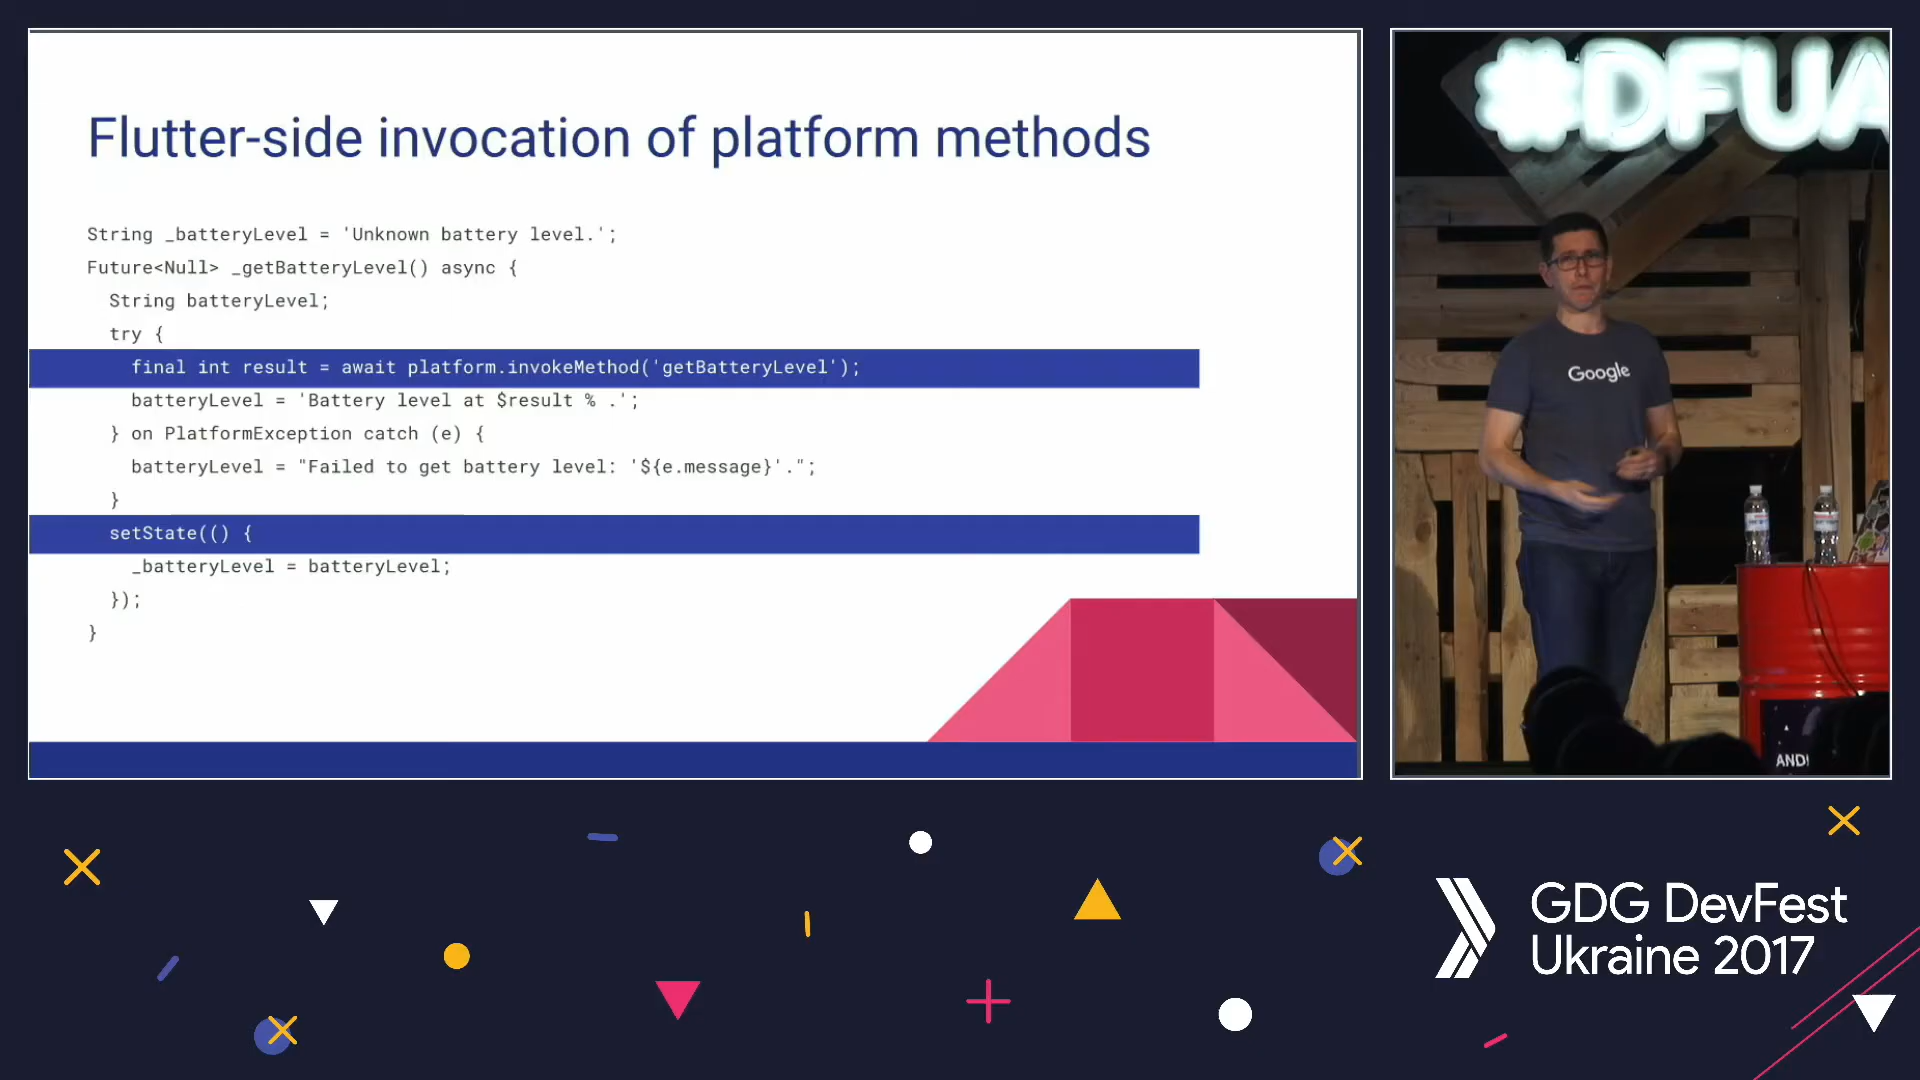 Flutter-side invocation of platform methods
String _batteryLevel = 'Unknown battery level.';
Future<Null> _getBatteryLevel() async {
String batteryLevel;
try {
final int result = await platform.invokeMethod('getBatteryLevel');
batteryLevel = 'Battery level at $result % .';
} on PlatformException catch (e) {
batteryLevel = "Failed to get battery level: '${e.message}'.";
}
setState(() {
_batteryLevel = batteryLevel;
});
}
#DFUA
Google
AND
GDG DevFest
Ukraine 2017